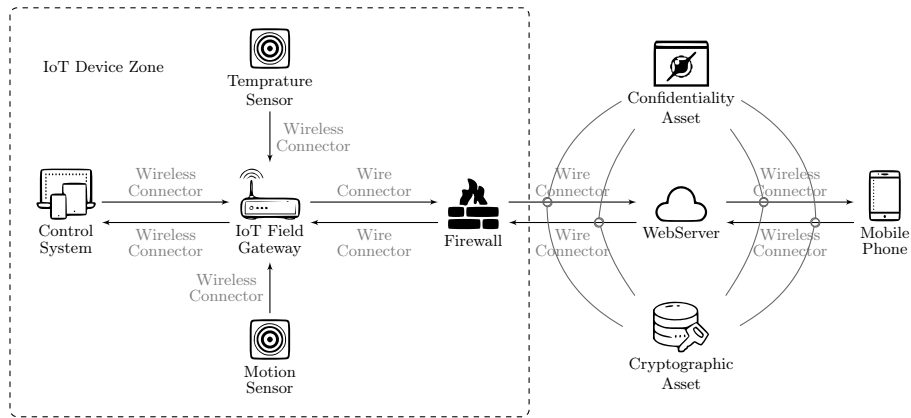 IoT Device Zone
Temprature
Sensor
Confidentiality
Asset
Wireless
Connector
Wireless
Connector
Wire
Connector
Wire
Connector
Wireless
Connector
Control
System
IoT Field
Gateway
Firewall
WebServer
Mobile
Phone
Wireless
Connector
Wire
Connector
Wire
Connector
Wireless
Connector
Wireless
Connector
Motion
Sensor
Cryptographic
Asset